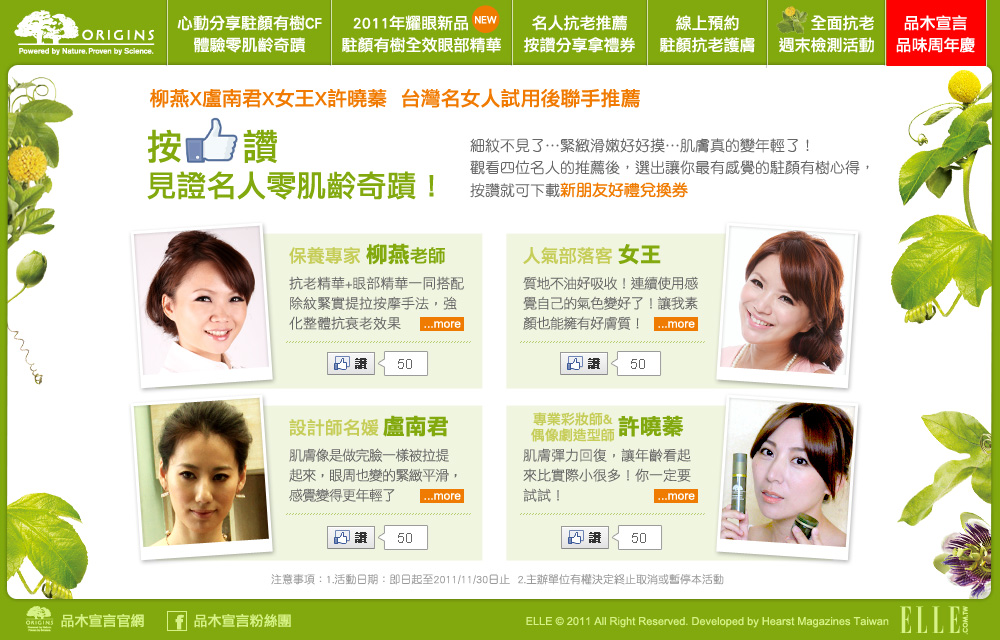 ORIGINS
Powered by Nature. Proven by Science.
心動分享駐顏有樹CF
體驗零肌齡奇蹟
2011年耀眼新品 NEW
駐顏有樹全效眼部精華
名人抗老推薦
按讚分享拿禮券
線上預約
駐顏抗老護膚
全面抗老
週末檢測活動
品木宣言
品味周年慶
柳燕X盧南君X女王X許曉蓁 台灣名女人試用後聯手推薦
按讚
見證名人零肌齡奇蹟！
細紋不見了…緊緻滑嫩好好摸…肌膚真的變年輕了！
觀看四位名人的推薦後，選出讓你最有感覺的駐顏有樹心得，
按讚就可下載新朋友好禮兌換券
保養專家 柳燕老師
抗老精華+眼部精華一同搭配
除紋緊實提拉按摩手法，強
化整體抗衰老效果 ...more
讚 50
人氣部落客 女王
質地不油好吸收！連續使用感
覺自己的氣色變好了！讓我素
顏也能擁有好膚質！ ...more
讚 50
設計師名媛 盧南君
肌膚像是做完臉一樣被拉提
起來，眼周也變的緊緻平滑，
感覺變得更年輕了 ...more
讚 50
專業彩妝師&
偶像劇造型師 許曉蓁
肌膚彈力回復，讓年齡看起
來比實際小很多！你一定要
試試！ ...more
讚 50
注意事項：1.活動日期：即日起至2011/11/30日止 2.主辦單位有權決定終止取消或暫停本活動
ORIGINS
品木宣言官網
f 品木宣言粉絲團
ELLE © 2011 All Right Reserved. Developed by Hearst Magazines Taiwan
ELLE